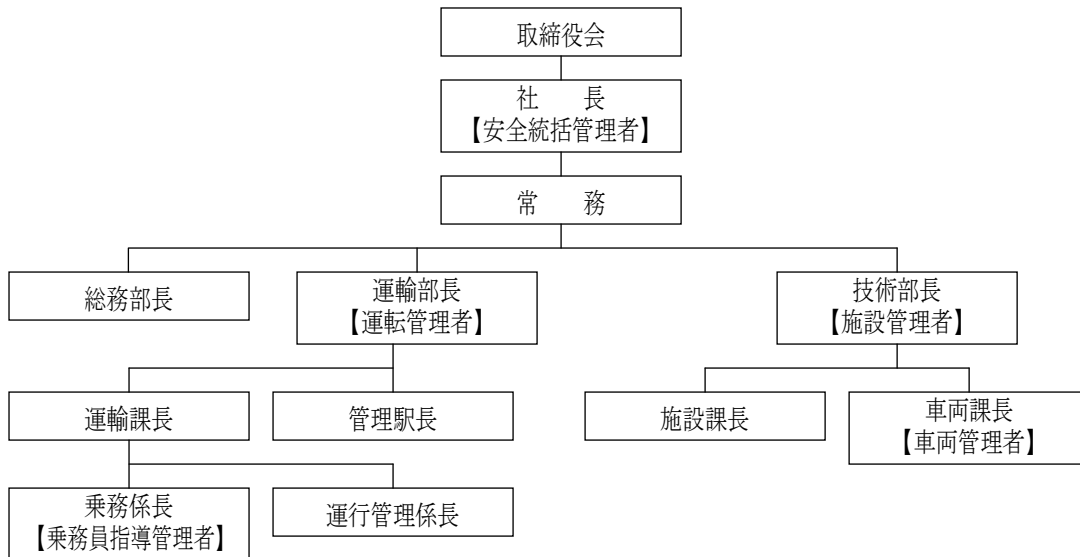 取締役会
社　　長
【安全統括管理者】
常　　務
総務部長
運輸部長
【運転管理者】
技術部長
【施設管理者】
運輸課長
管理駅長
施設課長
車両課長
【車両管理者】
乗務係長
【乗務員指導管理者】
運行管理係長